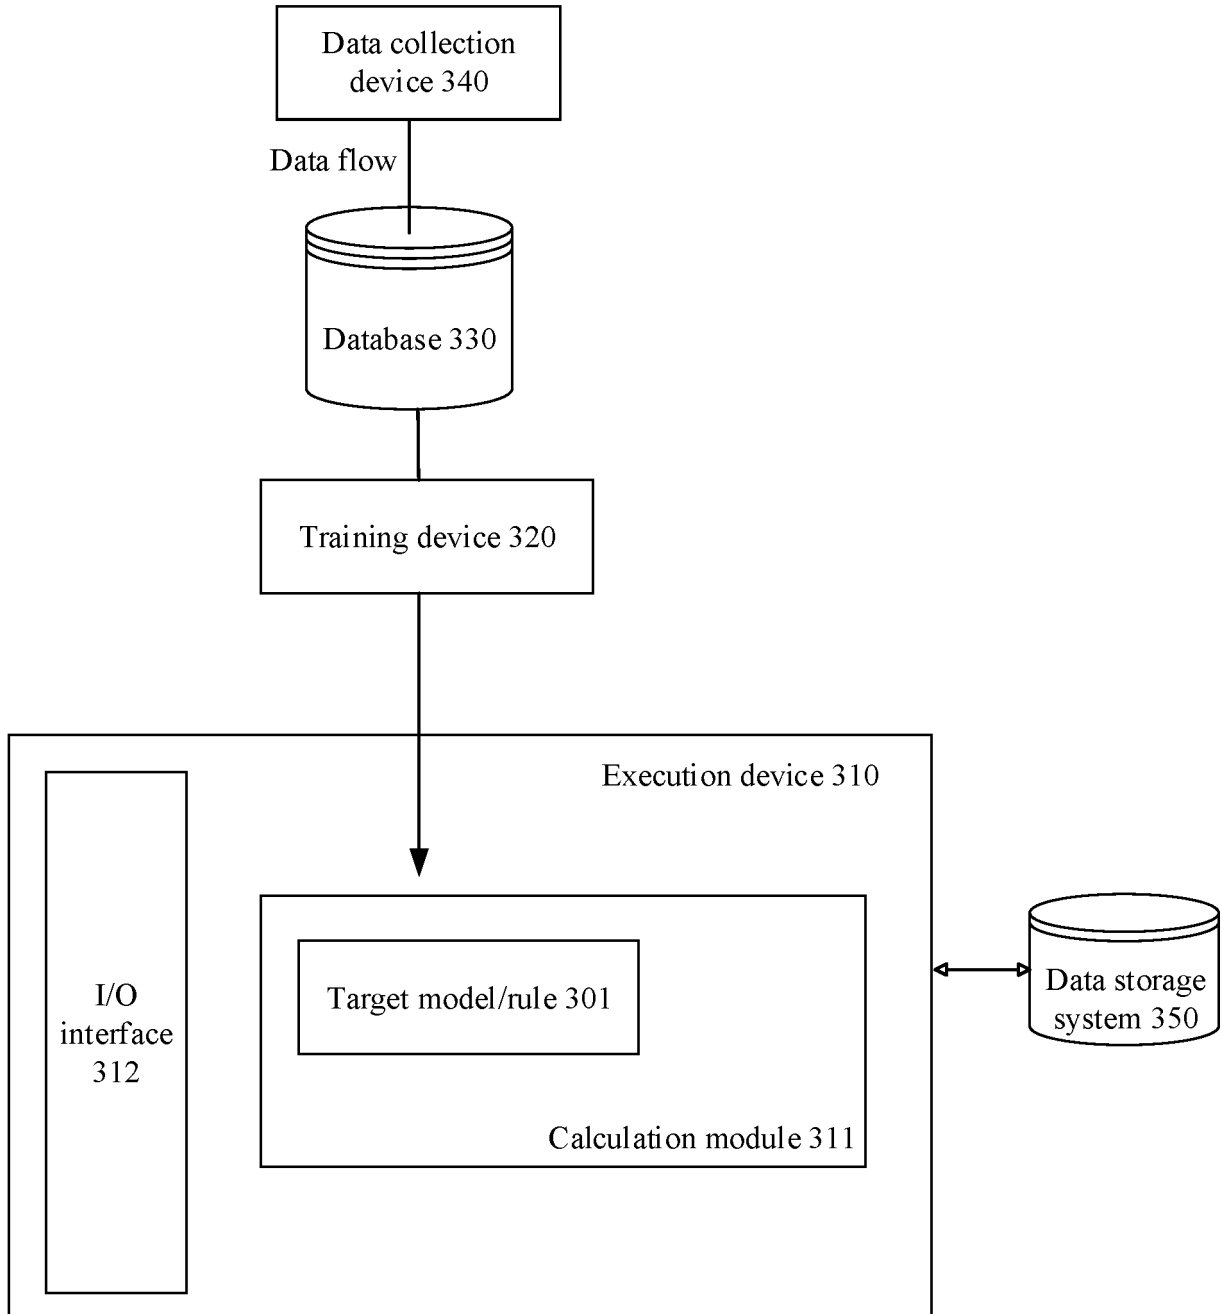 Data collection
device 340
Data flow
Database 330
Training device 320
Execution device 310
I/O
interface
312
Target model/rule 301
Calculation module 311
Data storage
system 350